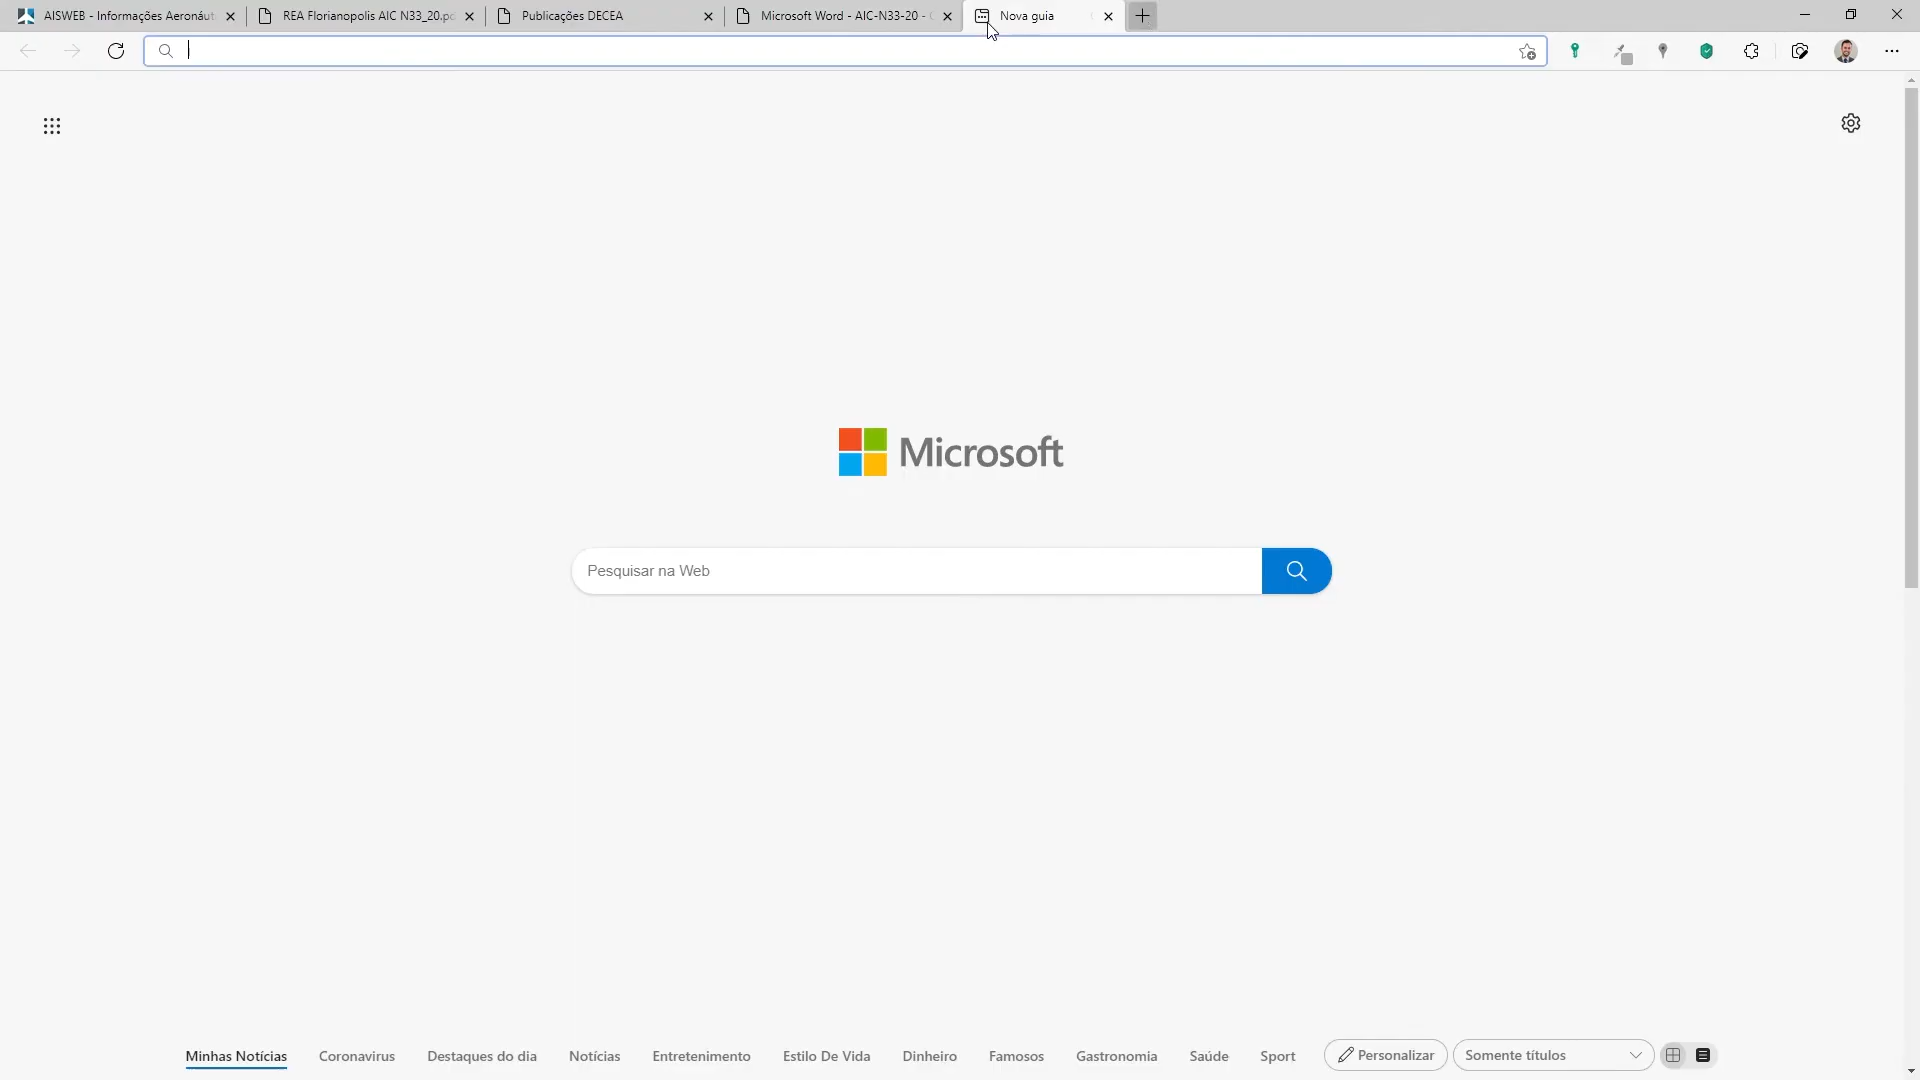 AISWEB - Informações Aeronáut
REA Florianopolis AIC N33_20.pd
Publicações DECEA
Microsoft Word - AIC-N33-20 - C
Nova guia
Microsoft
Pesquisar na Web
Minhas Notícias
Coronavirus
Destaques do dia
Notícias
Entretenimento
Estilo De Vida
Dinheiro
Famosos
Gastronomia
Saúde
Sport
Personalizar
Somente títulos